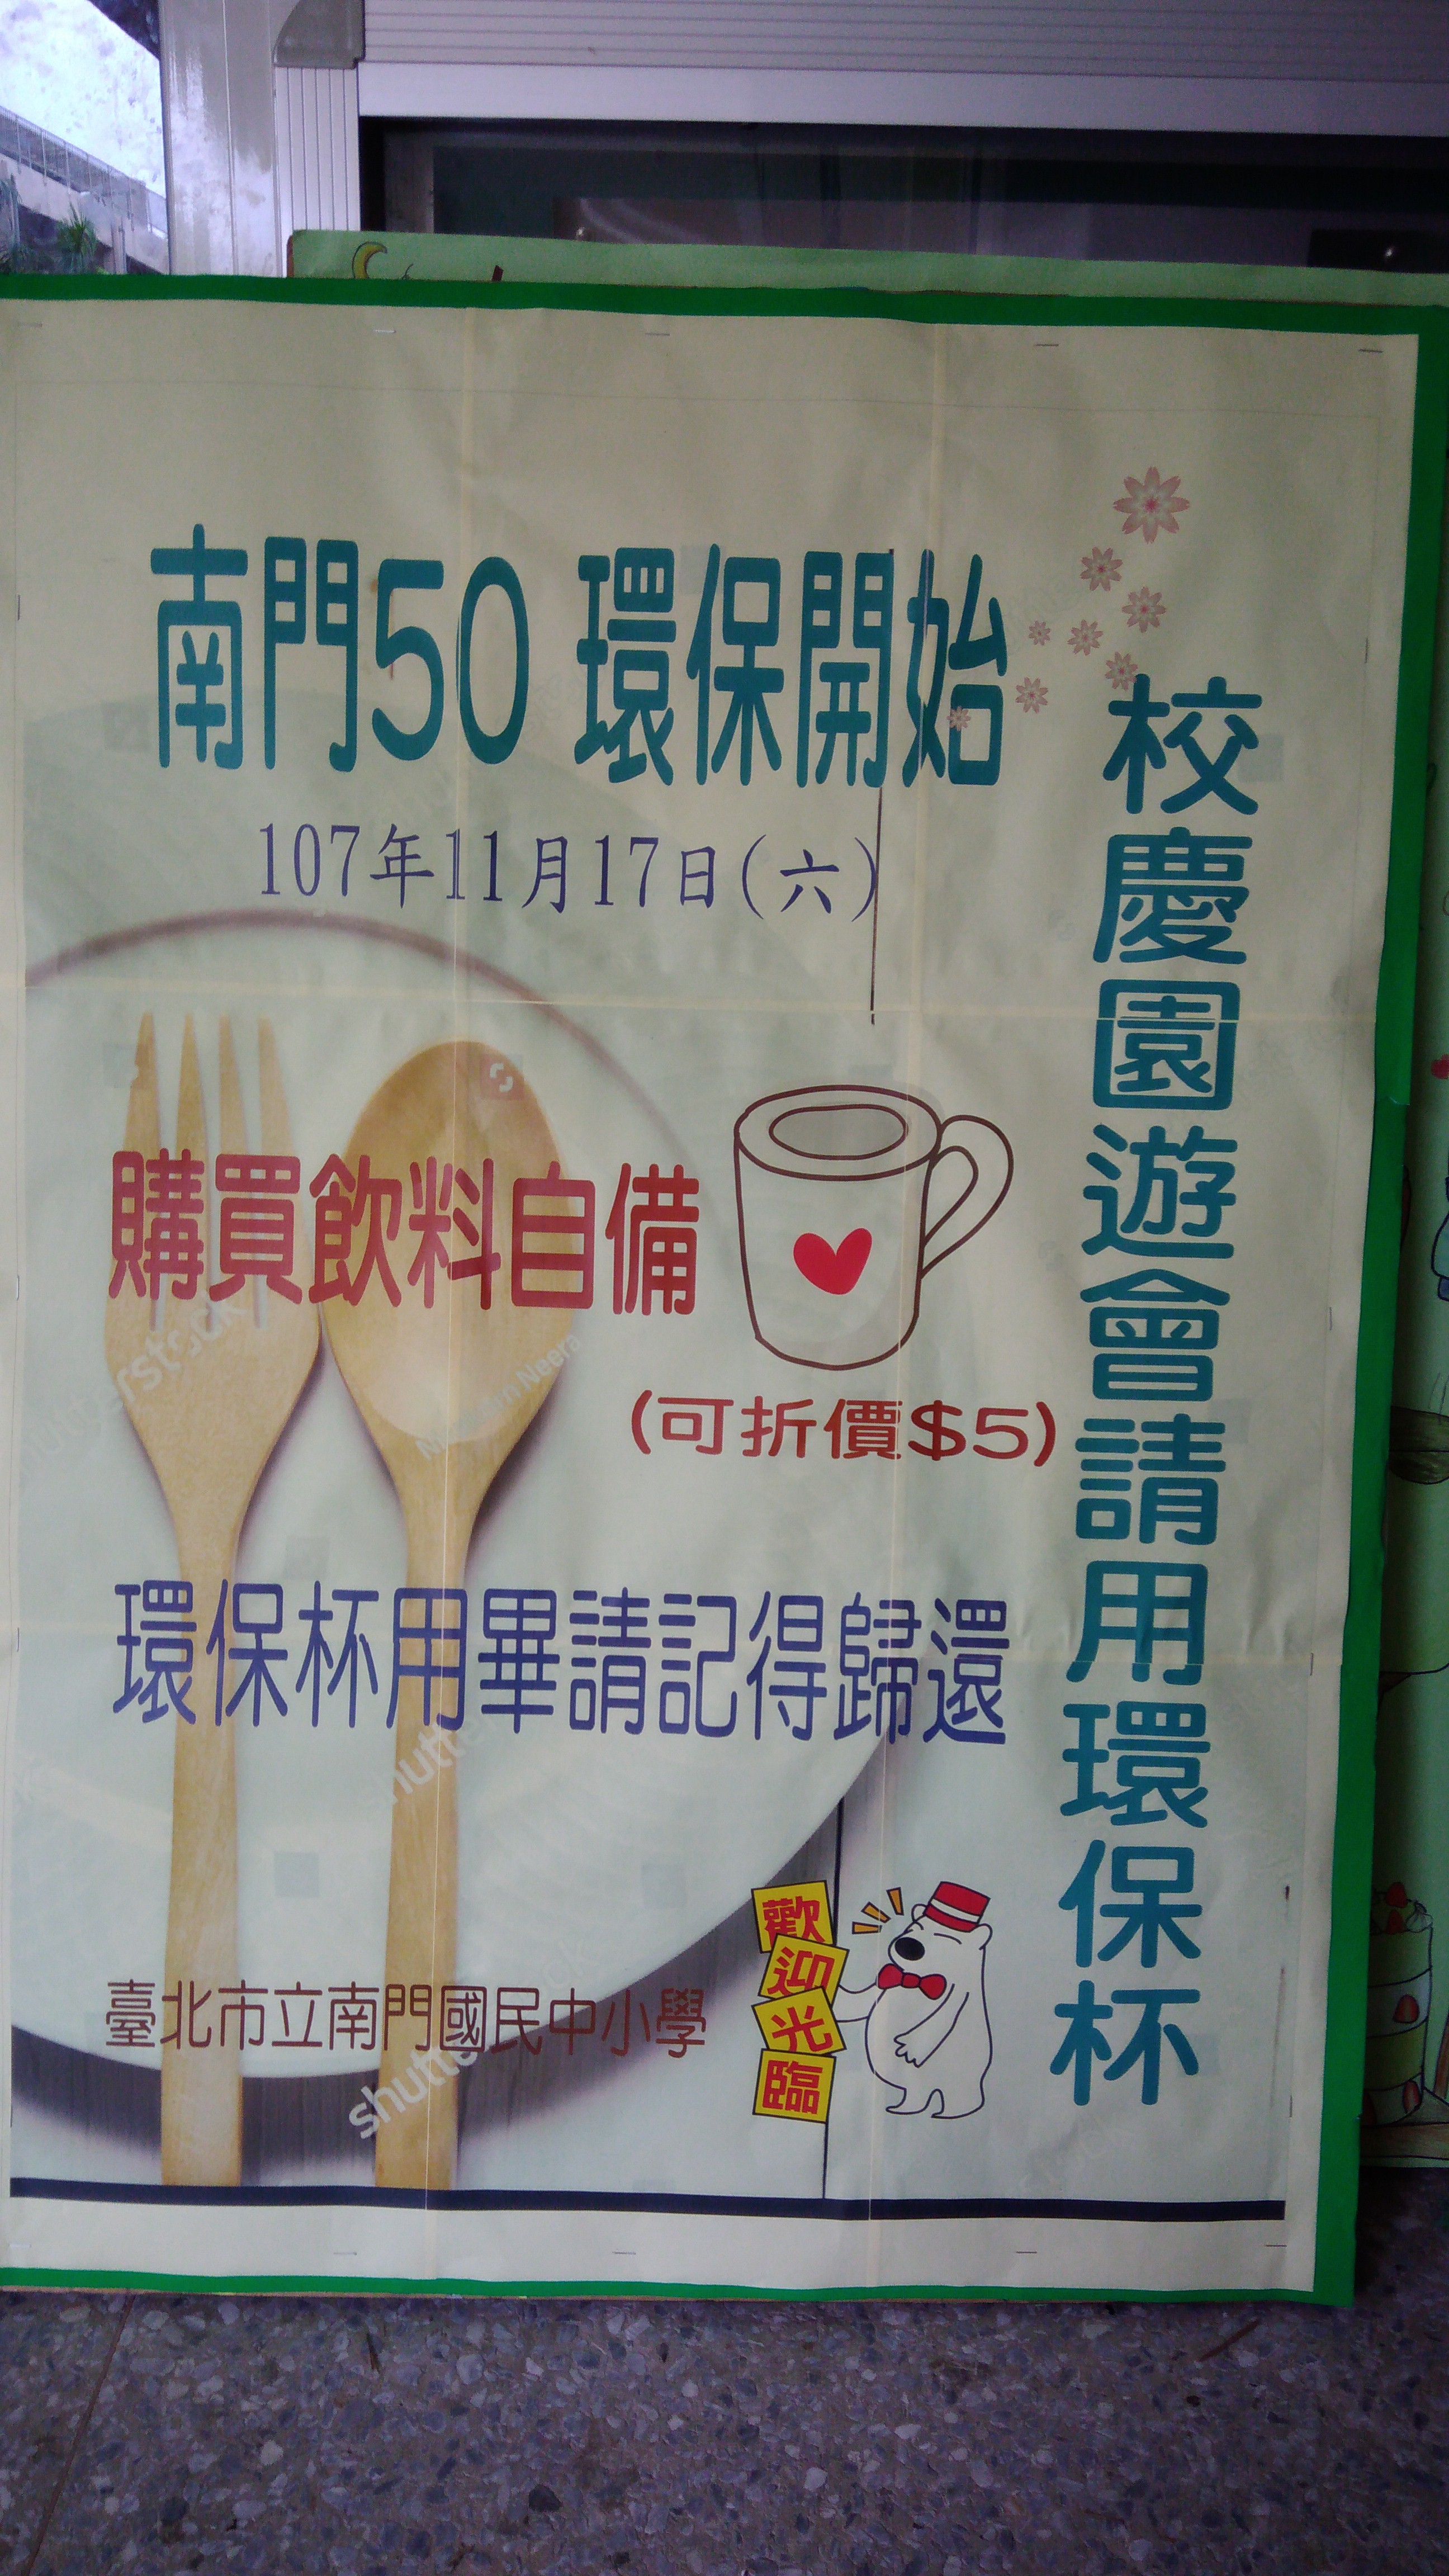 南門50 環保開始
107年11月17日(六)
校慶園遊會請用環保杯
購買飲料自備
(可折價$5)
環保杯用畢請記得歸還
臺北市立南門國民中小學
歡迎光臨
shutterstock
shutte
shutte